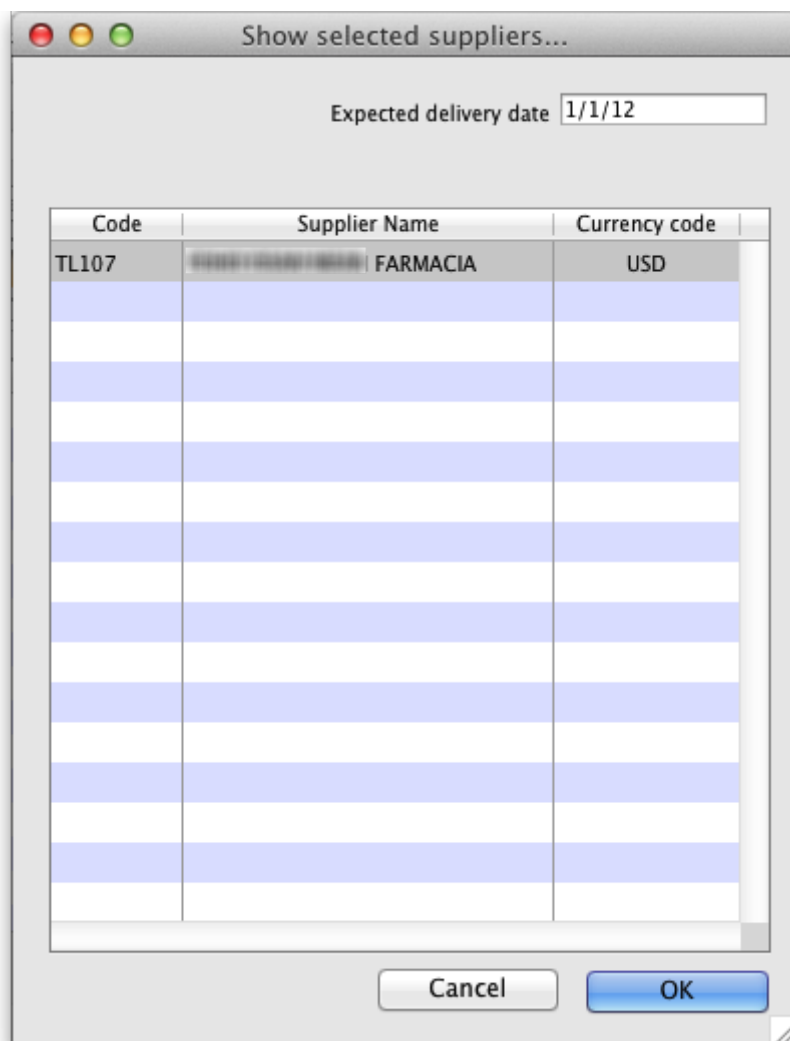 Show selected suppliers...
Expected delivery date 1/1/12
Code Supplier Name Currency code
TL107 FARMACIA USD
Cancel OK